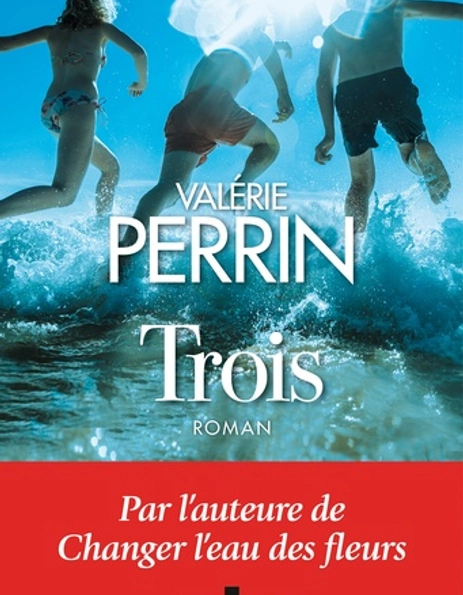 VALÉRIE
PERRIN
Trois
ROMAN
Par l'auteure de
Changer l'eau des fleurs